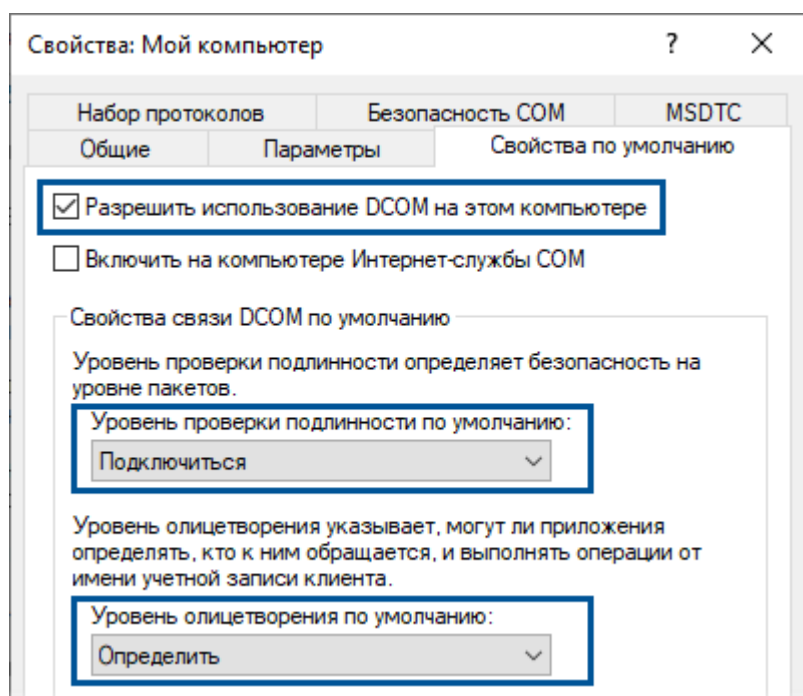 Свойства: Мой компьютер ?
Набор протоколов Безопасность COM MSDTC
Общие Параметры Свойства по умолчанию
Разрешить использование DCOM на этом компьютере
Включить на компьютере Интернет-службы COM
Свойства связи DCOM по умолчанию
Уровень проверки подлинности определяет безопасность на
уровне пакетов.
Уровень проверки подлинности по умолчанию:
Подключиться
Уровень олицетворения указывает, могут ли приложения
определять, кто к ним обращается, и выполнять операции от
имени учетной записи клиента.
Уровень олицетворения по умолчанию:
Определить